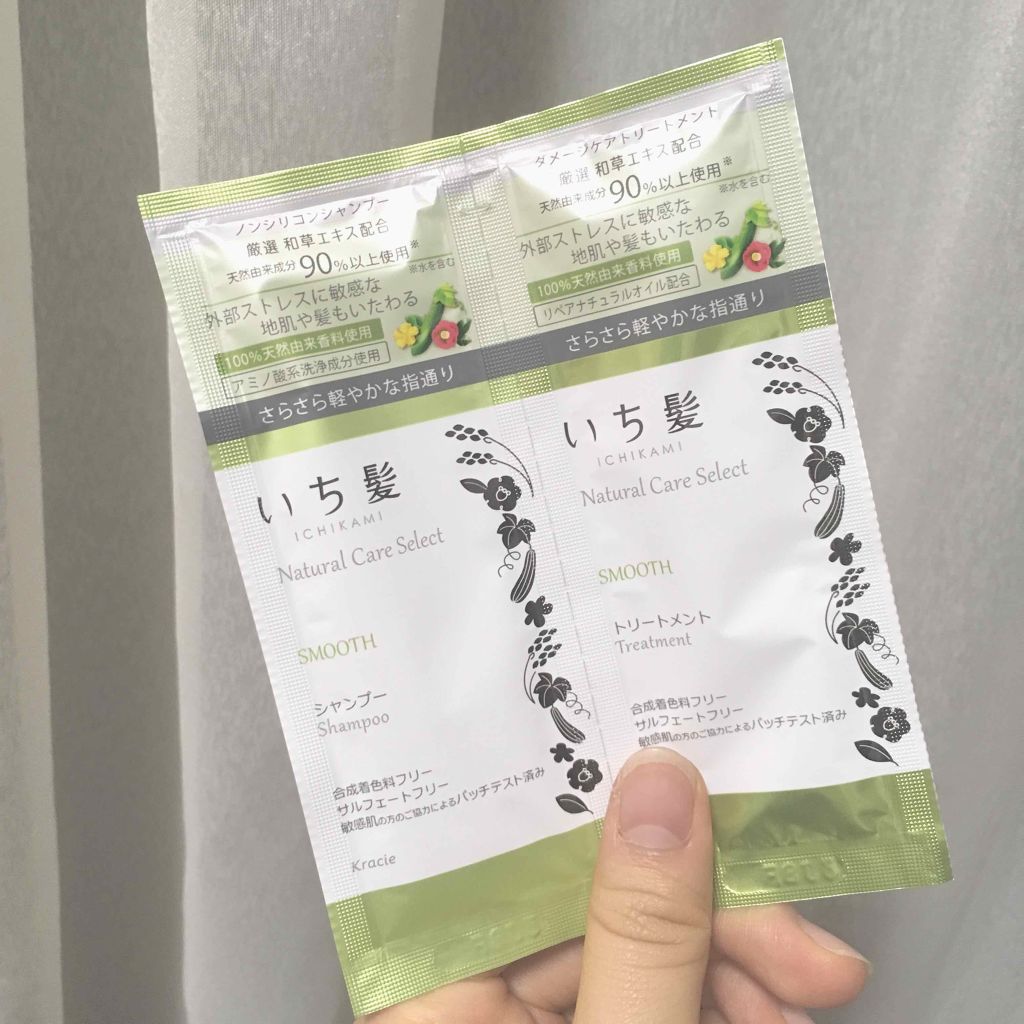 ノンシリコンシャンプー
厳選 和草エキス配合
天然由来成分90%以上使用※
※水を含む
外部ストレスに敏感な
地肌や髪もいたわる
100%天然由来香料使用
アミノ酸系洗浄成分使用
さらさら軽やかな指通り
いち髪
ICHIKAMI
Natural Care Select
SMOOTH
シャンプー
Shampoo
合成着色料フリー
サルフェートフリー
敏感肌の方のご協力によるパッチテスト済み
Kracie
ダメージケアトリートメント
厳選 和草エキス配合
天然由来成分90%以上使用※
※水を含む
外部ストレスに敏感な
地肌や髪もいたわる
100%天然由来香料使用
リペアナチュラルオイル配合
さらさら軽やかな指通り
いち髪
ICHIKAMI
Natural Care Select
SMOOTH
トリートメント
Treatment
合成着色料フリー
サルフェートフリー
敏感肌の方のご協力によるパッチテスト済み